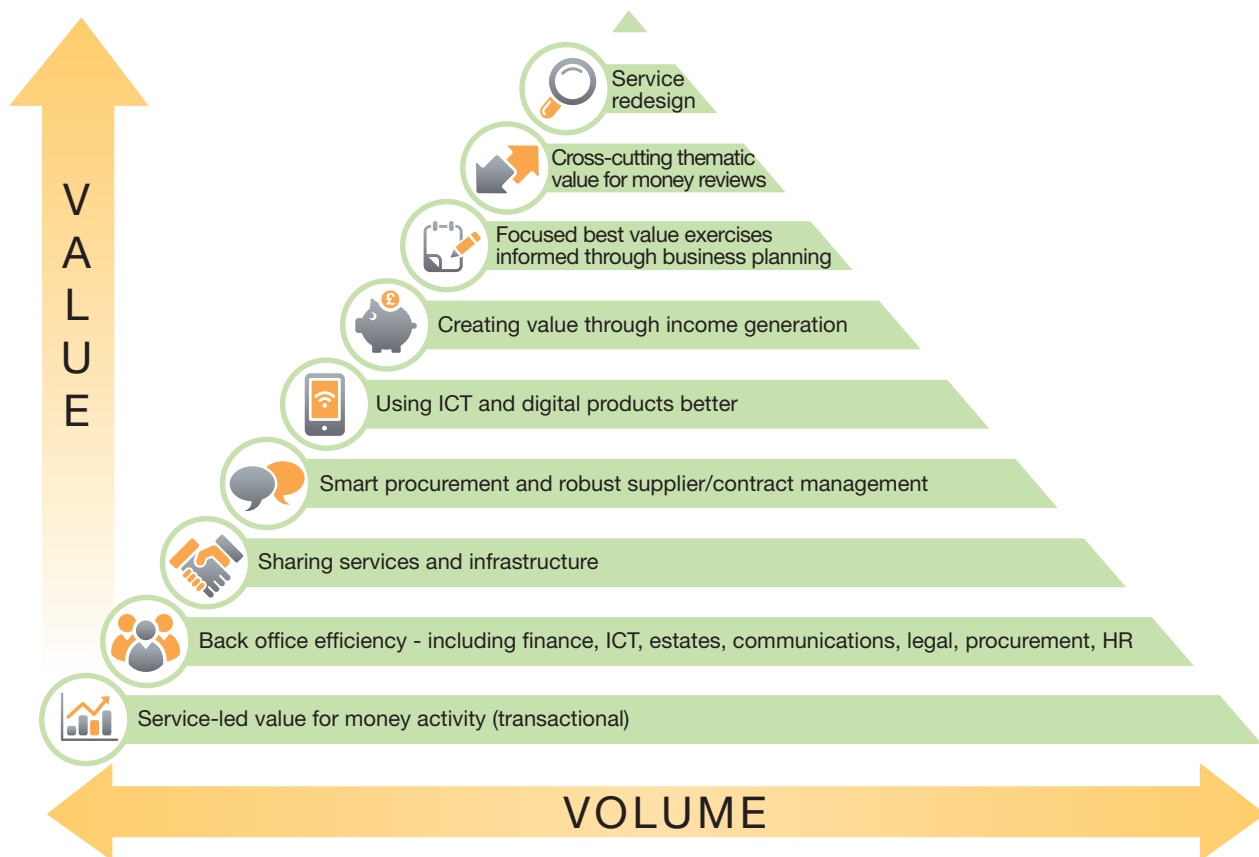 VALUE
Service
redesign
Cross-cutting thematic
value for money reviews
Focused best value exercises
informed through business planning
£
Creating value through income generation
Using ICT and digital products better
Smart procurement and robust supplier/contract management
Sharing services and infrastructure
Back office efficiency - including finance, ICT, estates, communications, legal, procurement, HR
Service-led value for money activity (transactional)
VOLUME